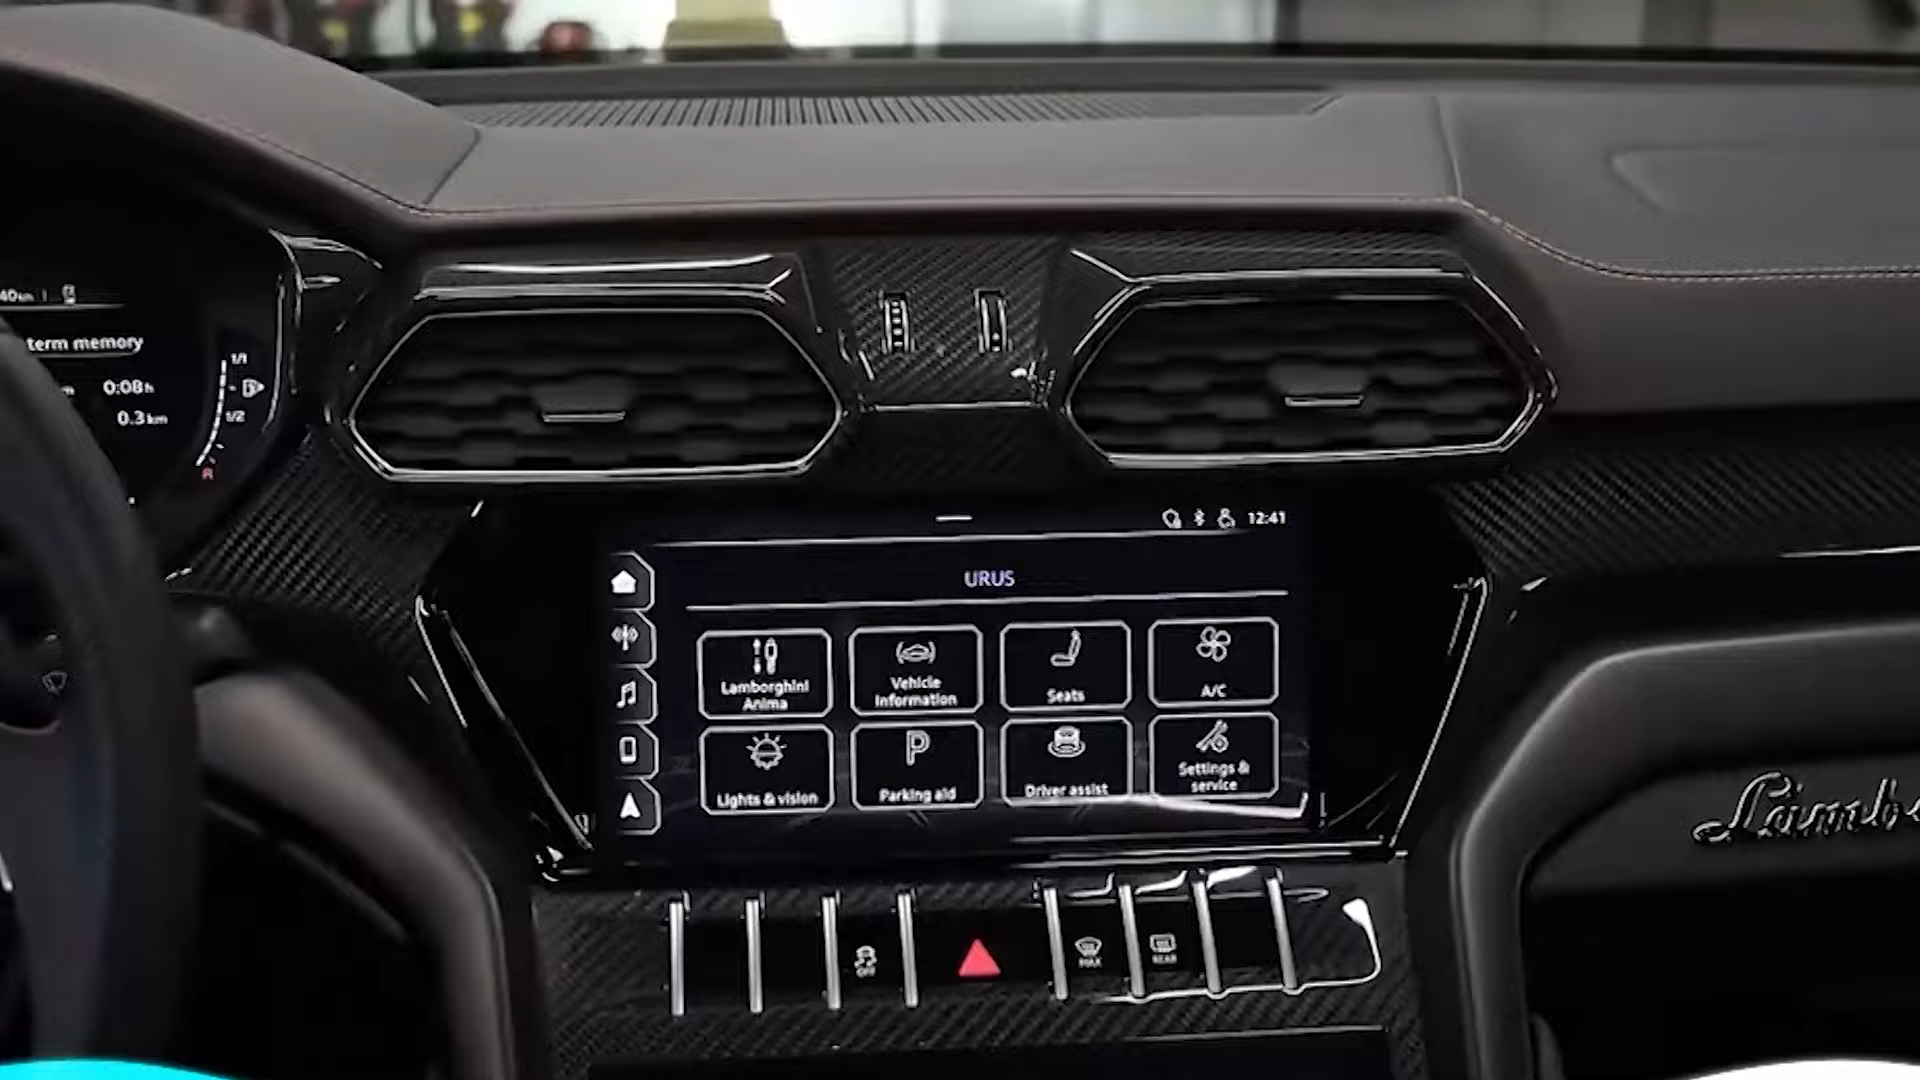 40km
term memory
0:08h
0.3km
1/1
1/2
R
12:41
URUS
Lamborghini
Anima
Vehicle
information
Seats
A/C
Lights & vision
Parking aid
Driver assist
Settings &
service
OFF
MAX
REAR